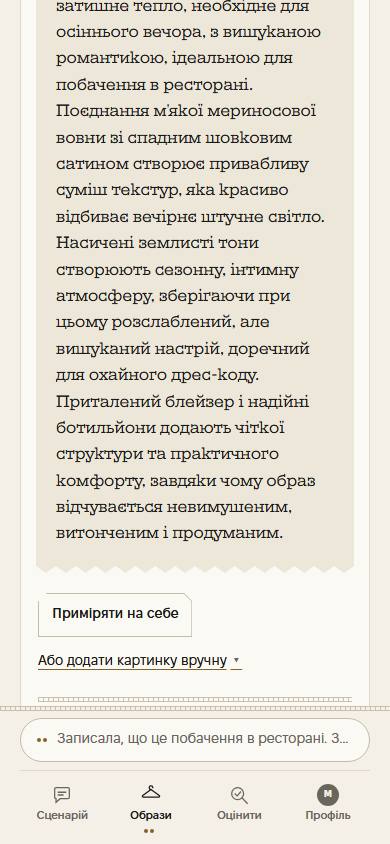 затишне тепло, необхідне для
осіннього вечора, з вишуканою
романтикою, ідеальною для
побачення в ресторані.
Поєднання м'якої мериносової
вовни зі спадним шовковим
сатином створює привабливу
суміш текстур, яка красиво
відбиває вечірнє штучне світло.
Насичені землисті тони
створюють сезонну, інтимну
атмосферу, зберігаючи при
цьому розслаблений, але
вишуканий настрій, доречний
для охайного дрес-коду.
Приталений блейзер і надійні
ботильйони додають чіткої
структури та практичного
комфорту, завдяки чому образ
відчувається невимушеним,
витонченим і продуманим.
Приміряти на себе
Або додати картинку вручну
Записала, що це побачення в ресторані. З...
Сценарій
Образи
Оцінити
М
Профіль